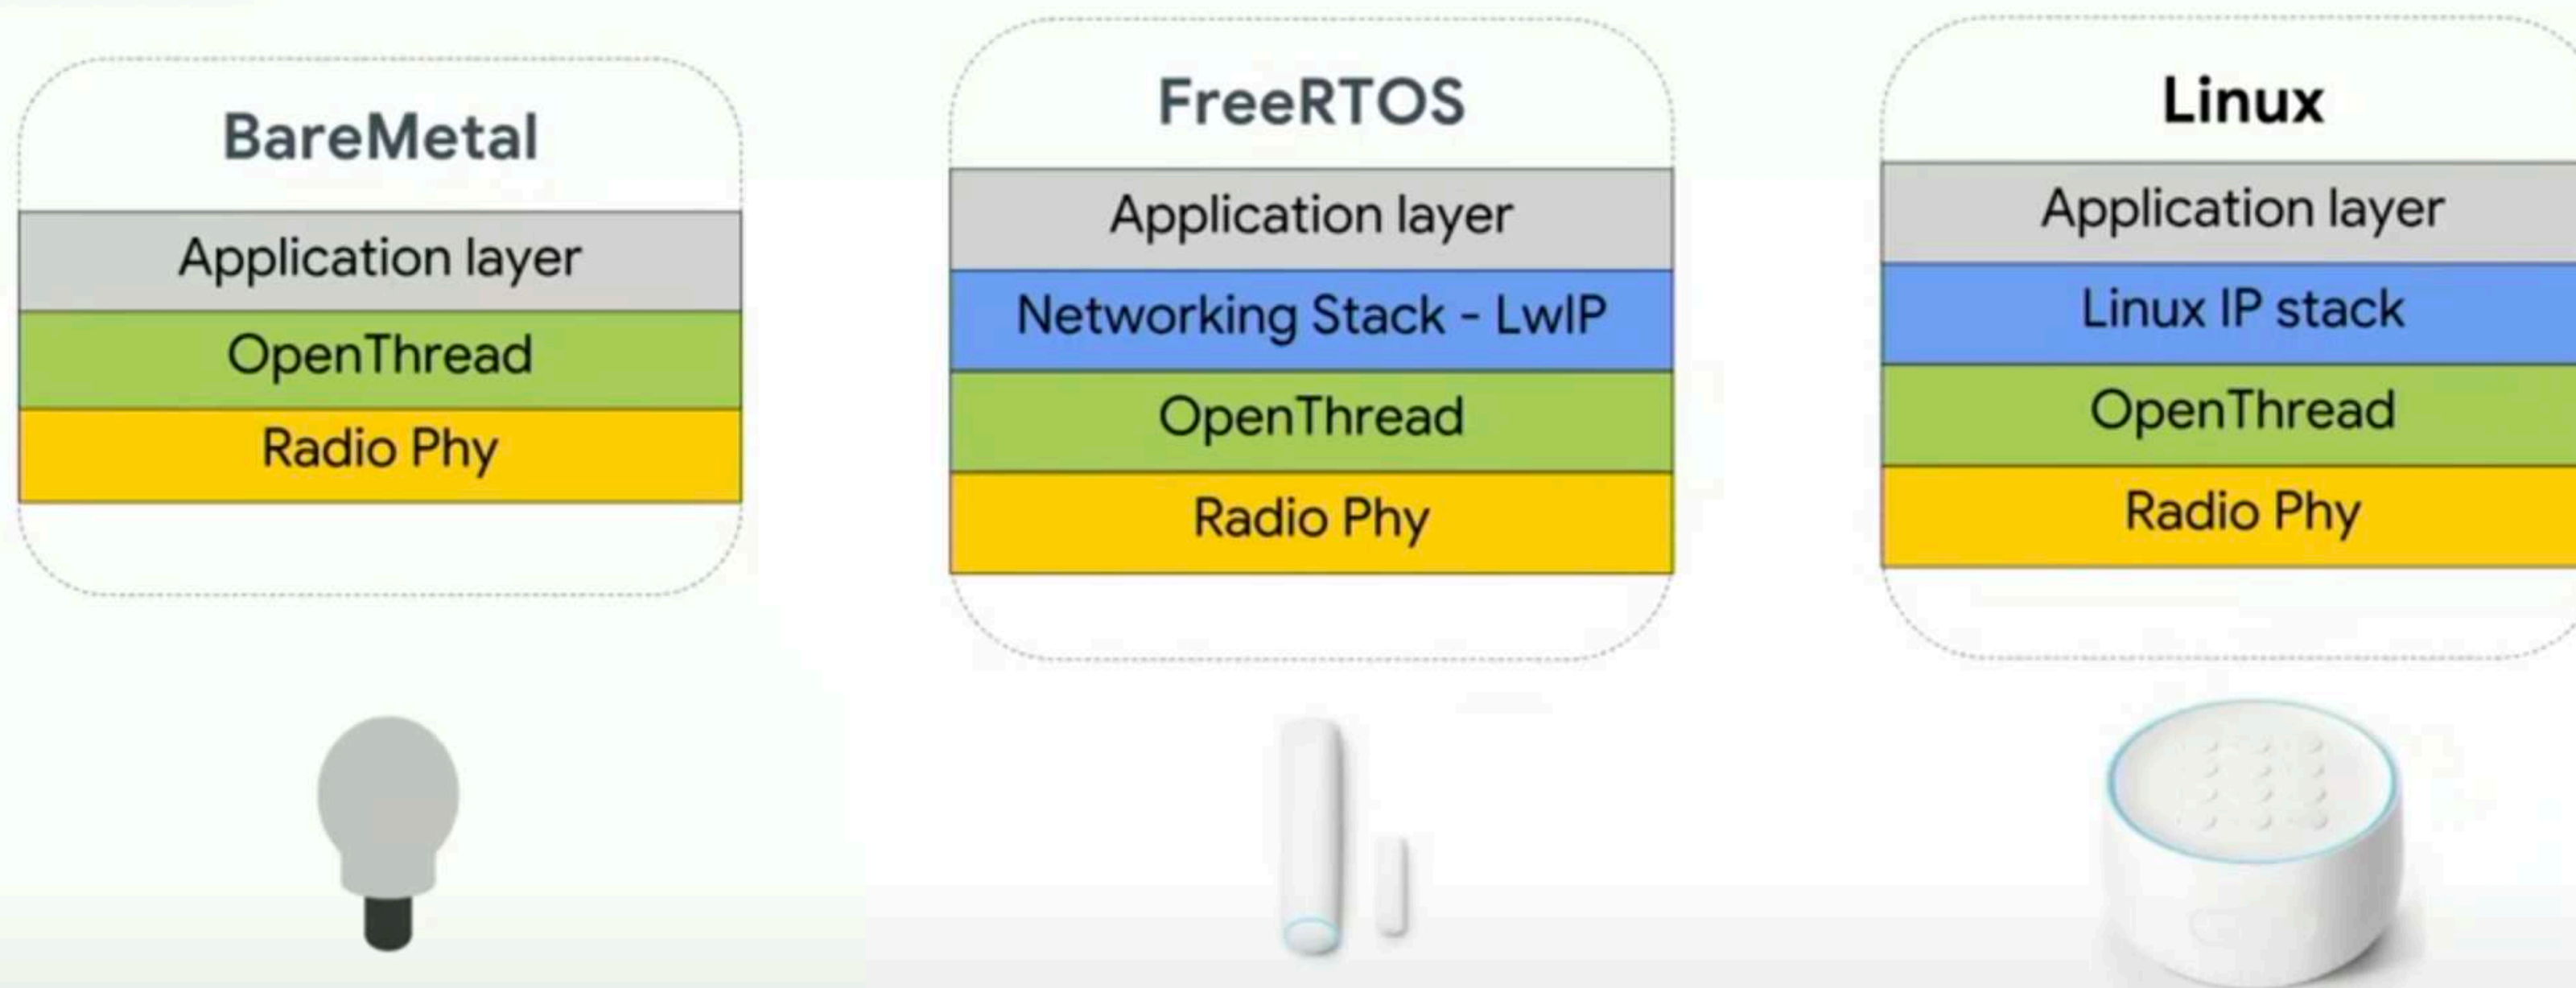 BareMetal
Application layer
OpenThread
Radio Phy
FreeRTOS
Application layer
Networking Stack - LwIP
OpenThread
Radio Phy
Linux
Application layer
Linux IP stack
OpenThread
Radio Phy